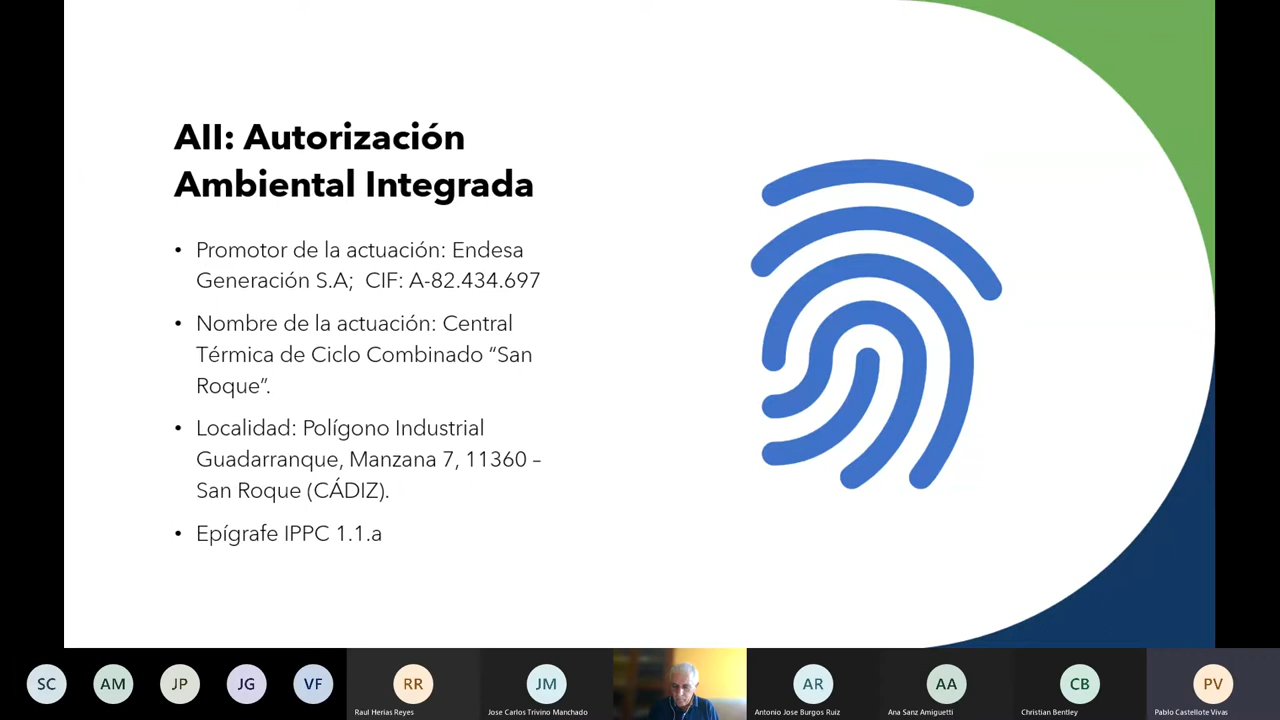 AII: Autorización
Ambiental Integrada
• Promotor de la actuación: Endesa
Generación S.A;  CIF: A-82.434.697
• Nombre de la actuación: Central
Térmica de Ciclo Combinado “San
Roque”.
• Localidad: Polígono Industrial
Guadarranque, Manzana 7, 11360 –
San Roque (CÁDIZ).
• Epígrafe IPPC 1.1.a
SC
AM
JP
JG
VF
RR
Raul Herias Reyes
JM
Jose Carlos Trivino Manchado
AR
Antonio Jose Burgos Ruiz
AA
Ana Sanz Amiguetti
CB
Christian Bentley
PV
Pablo Castellote Vivas